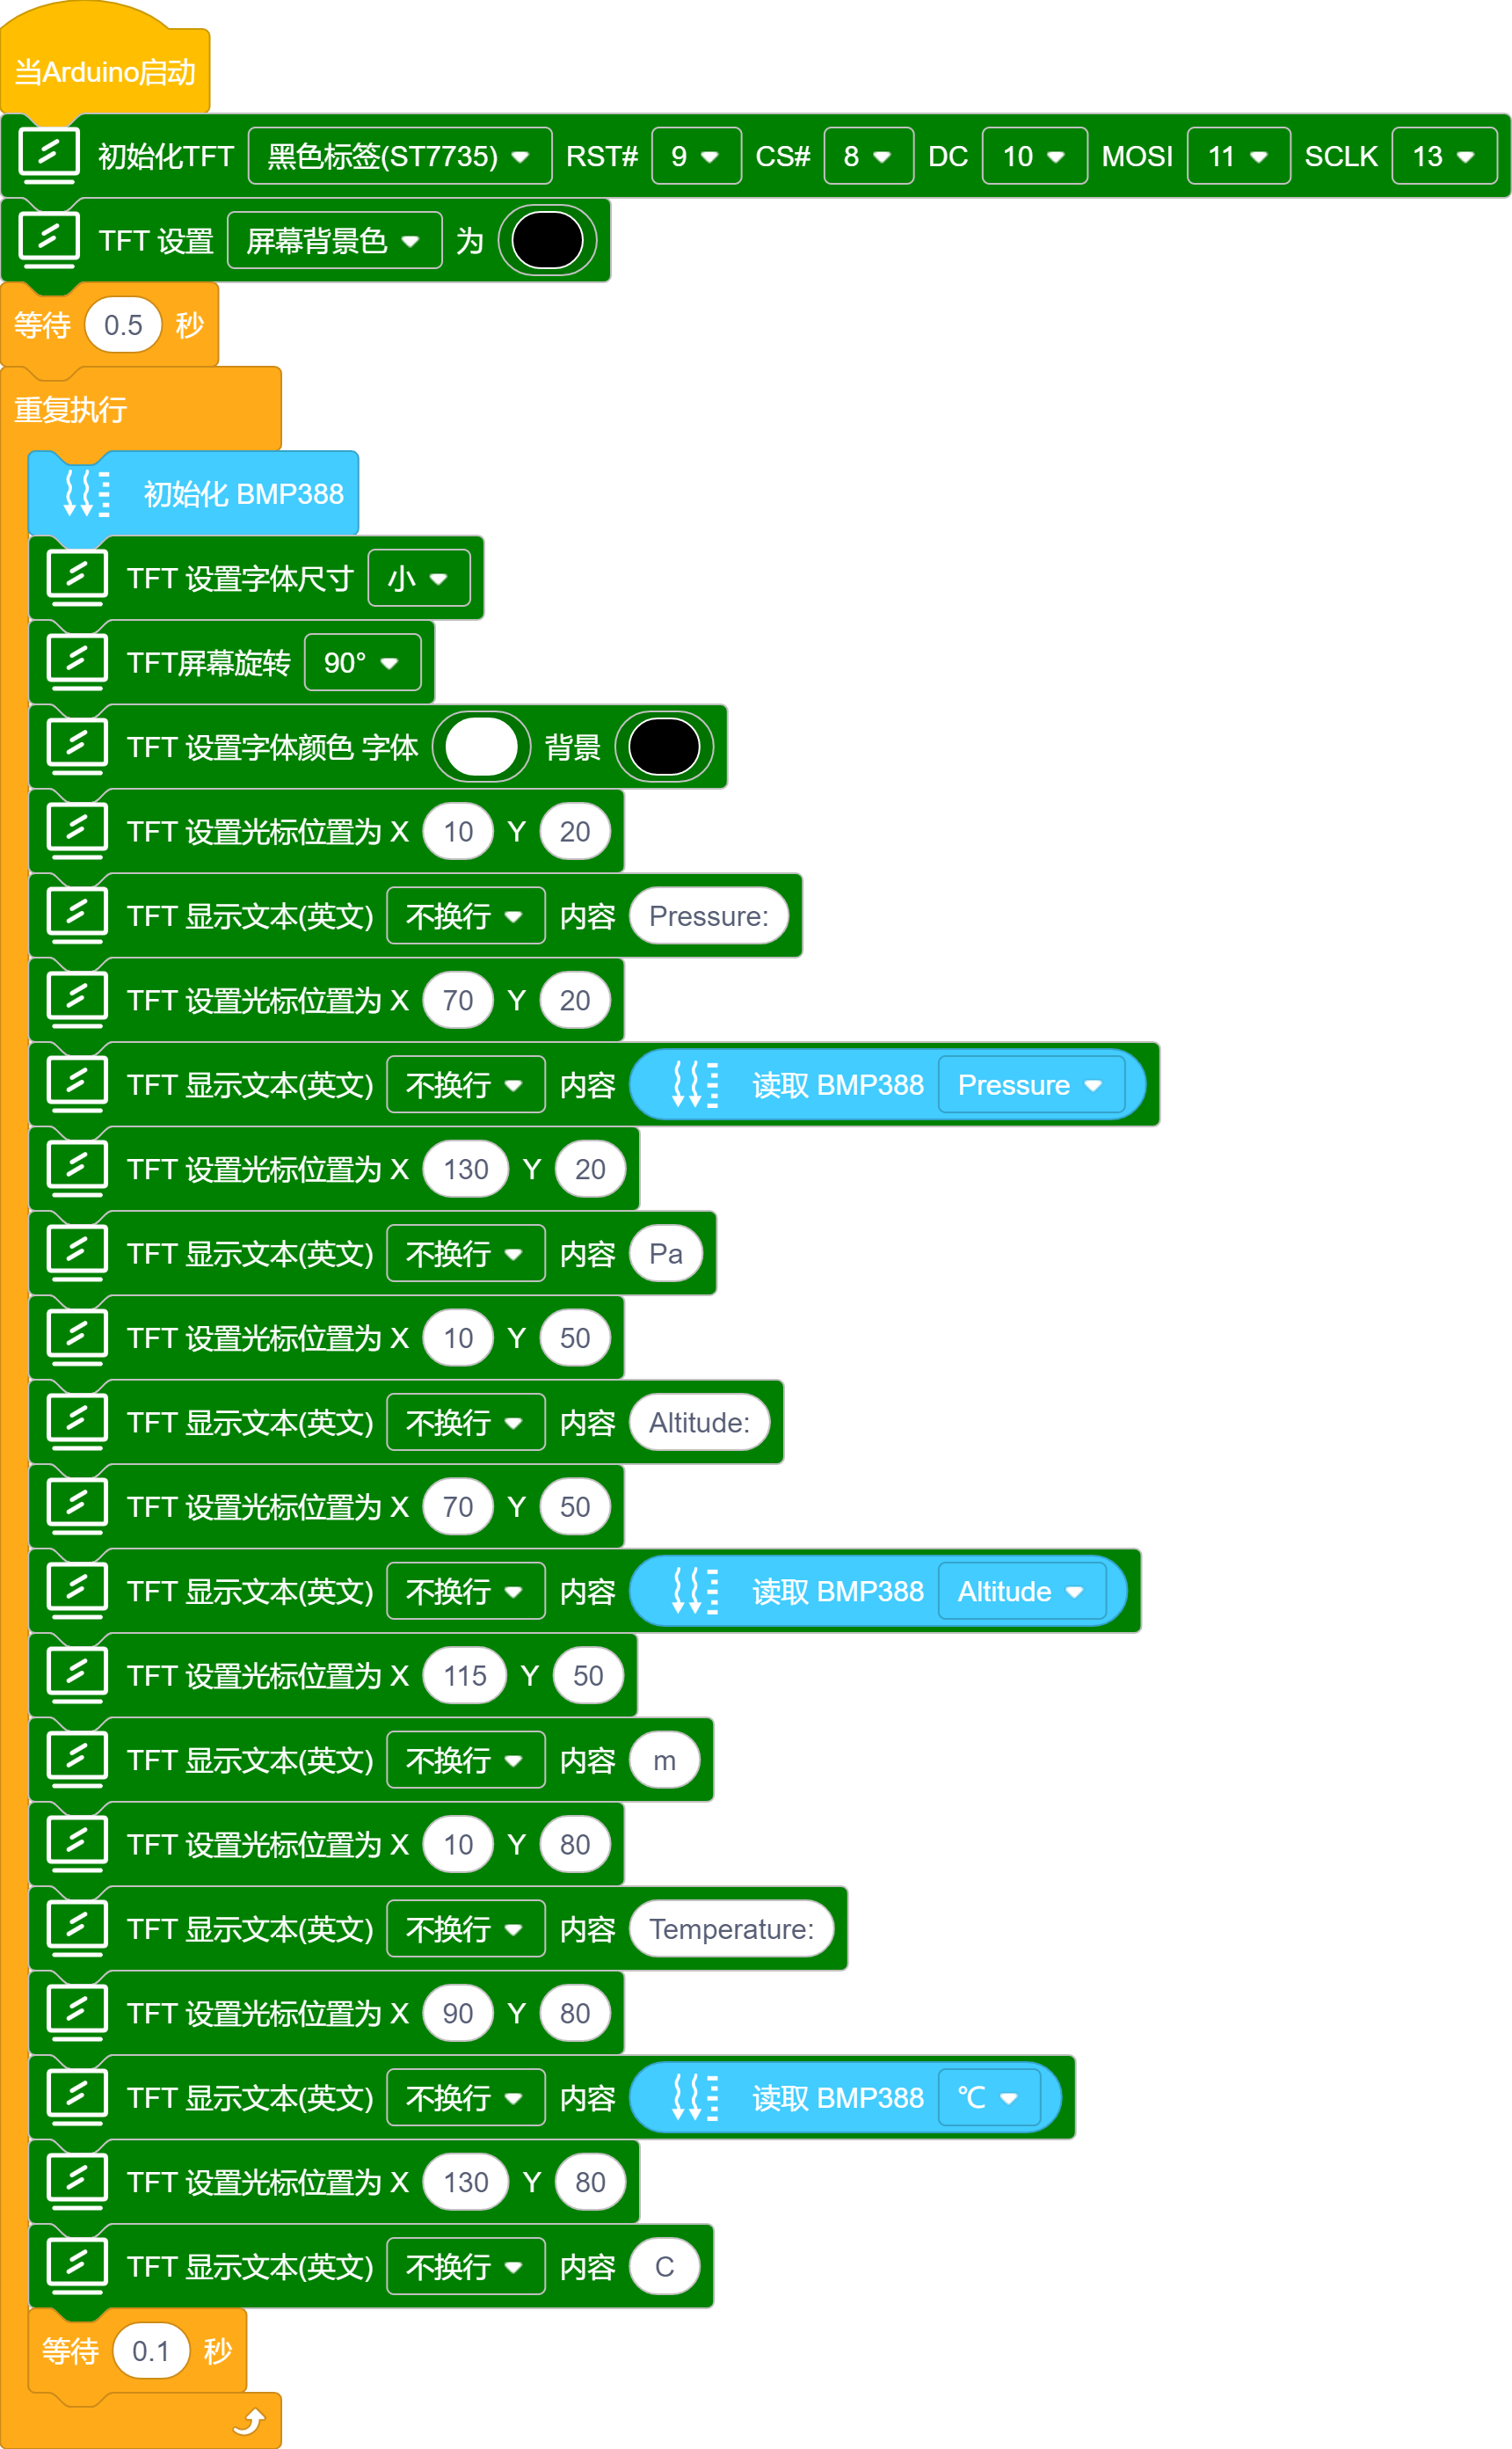 当Arduino启动
初始化TFT 黑色标签(ST7735) RST# 9 CS# 8 DC 10 MOSI 11 SCLK 13
TFT 设置 屏幕背景色 为
等待 0.5 秒
重复执行
初始化 BMP388
TFT 设置字体尺寸 小
TFT屏幕旋转 90°
TFT 设置字体颜色 字体 背景
TFT 设置光标位置为 X 10 Y 20
TFT 显示文本(英文) 不换行 内容 Pressure:
TFT 设置光标位置为 X 70 Y 20
TFT 显示文本(英文) 不换行 内容 读取 BMP388 Pressure
TFT 设置光标位置为 X 130 Y 20
TFT 显示文本(英文) 不换行 内容 Pa
TFT 设置光标位置为 X 10 Y 50
TFT 显示文本(英文) 不换行 内容 Altitude:
TFT 设置光标位置为 X 70 Y 50
TFT 显示文本(英文) 不换行 内容 读取 BMP388 Altitude
TFT 设置光标位置为 X 115 Y 50
TFT 显示文本(英文) 不换行 内容 m
TFT 设置光标位置为 X 10 Y 80
TFT 显示文本(英文) 不换行 内容 Temperature:
TFT 设置光标位置为 X 90 Y 80
TFT 显示文本(英文) 不换行 内容 读取 BMP388 ℃
TFT 设置光标位置为 X 130 Y 80
TFT 显示文本(英文) 不换行 内容 C
等待 0.1 秒